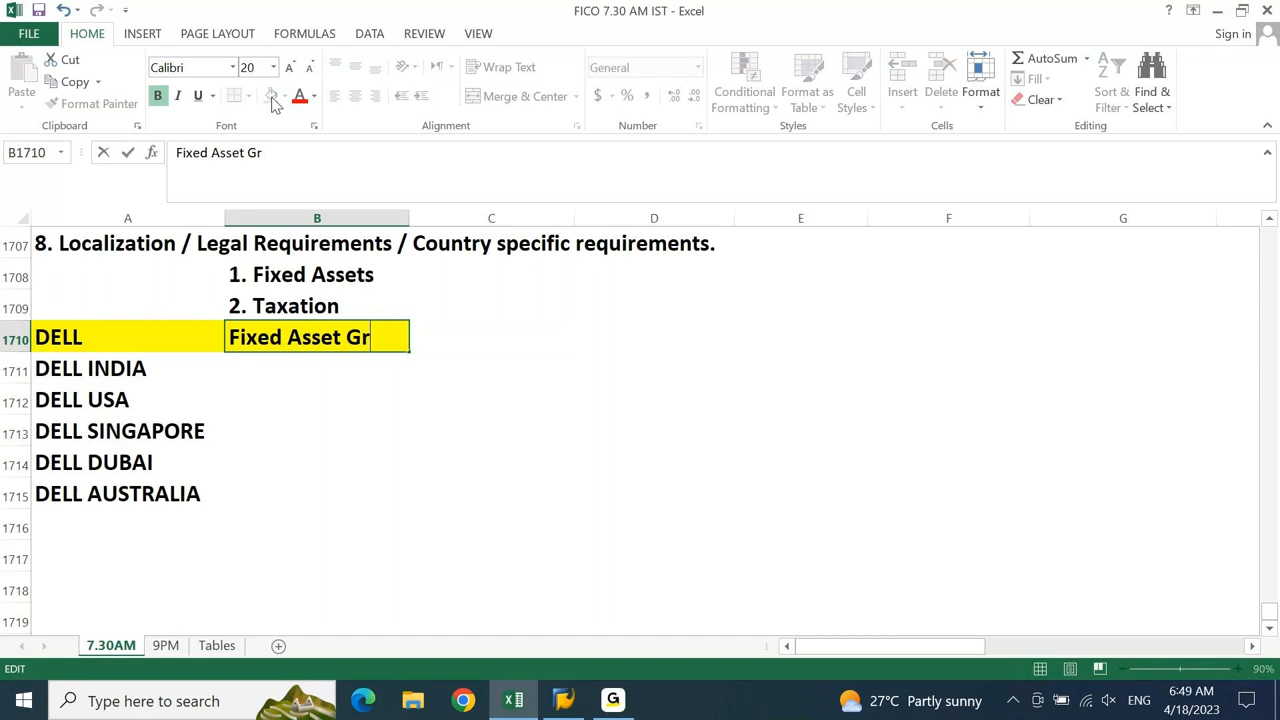 FICO 7.30 AM IST - Excel
FILE
HOME
INSERT
PAGE LAYOUT
FORMULAS
DATA
REVIEW
VIEW
Sign in
Paste
Cut
Copy
Format Painter
Clipboard
Calibri
20
Font
Wrap Text
Merge & Center
Alignment
General
Number
Conditional Formatting
Format as Table
Cell Styles
Styles
Insert
Delete
Format
Cells
AutoSum
Fill
Clear
Sort & Filter
Find & Select
Editing
B1710
Fixed Asset Gr
A B C D E F G
1707 8. Localization / Legal Requirements / Country specific requirements.
1708 1. Fixed Assets
1709 2. Taxation
1710 DELL Fixed Asset Gr
1711 DELL INDIA
1712 DELL USA
1713 DELL SINGAPORE
1714 DELL DUBAI
1715 DELL AUSTRALIA
1716
1717
1718
1719
7.30AM 9PM Tables
EDIT
90%
Type here to search
27°C Partly sunny
ENG
6:49 AM
4/18/2023